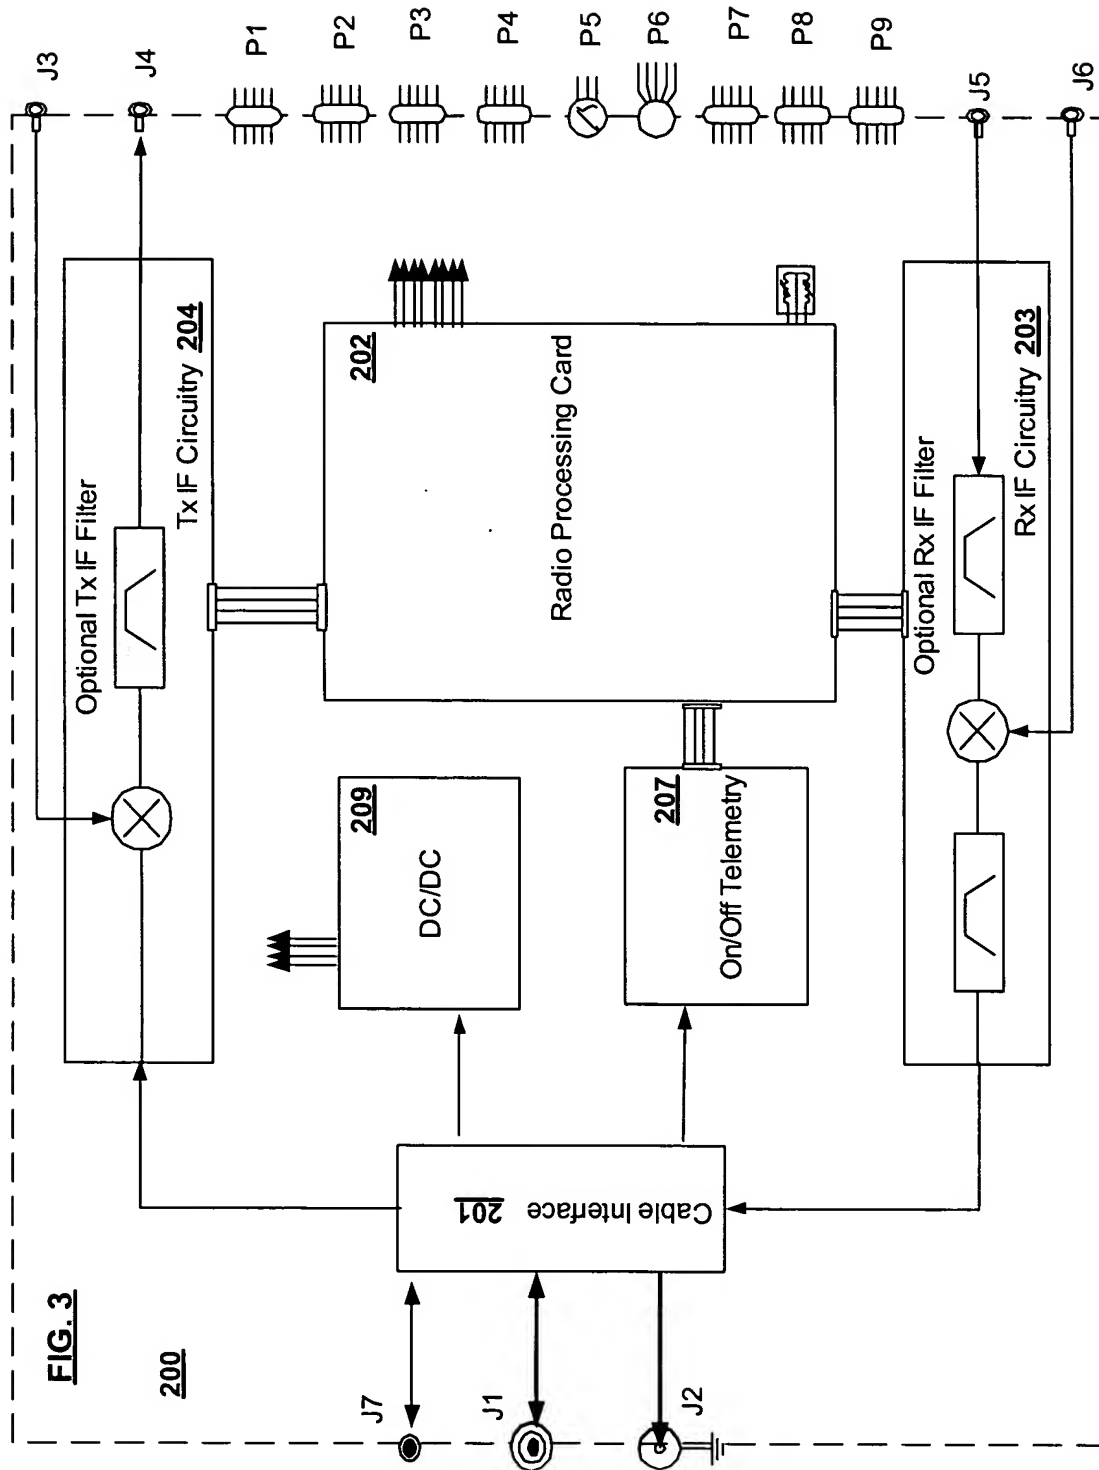 FIG. 3
200
J7
J1
J2
Cable Interface 201
Optional Tx IF Filter
Tx IF Circuitry 204
209
DC/DC
207
On/Off Telemetry
202
Radio Processing Card
Optional Rx IF Filter
Rx IF Circuitry 203
J3
J4
P1
P2
P3
P4
P5
P6
P7
P8
P9
J5
J6